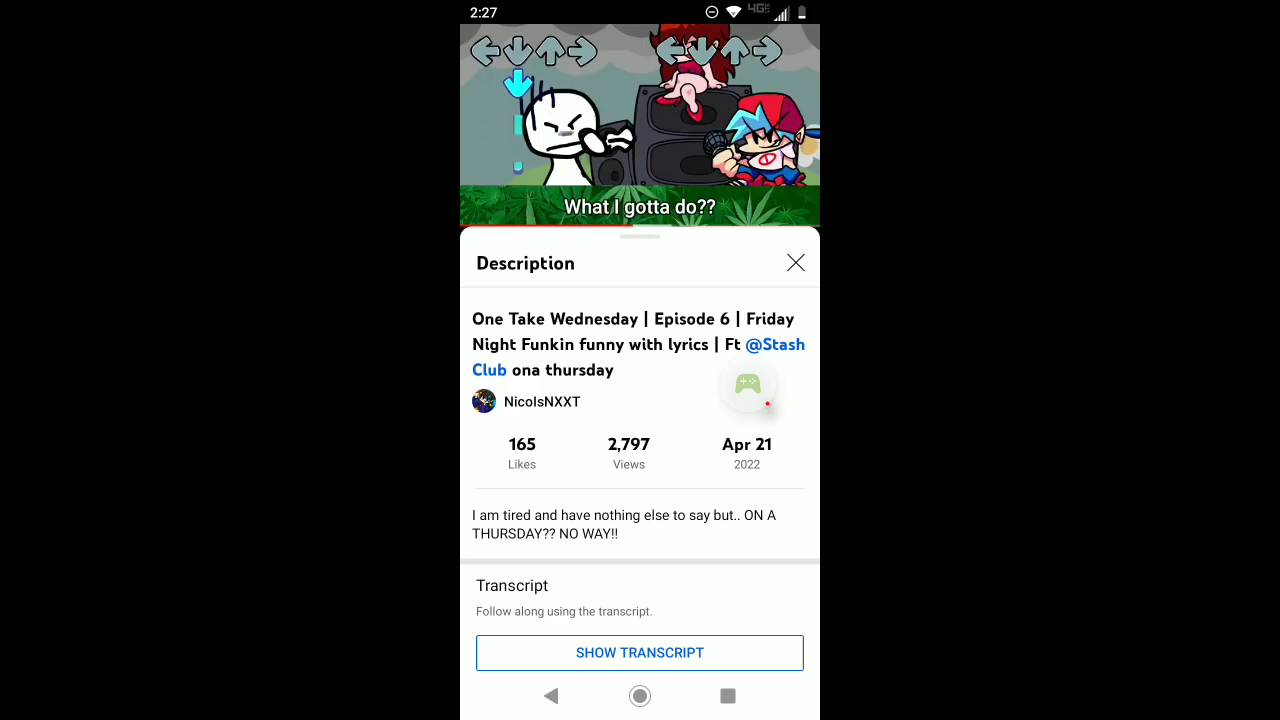 2:27
4G
What I gotta do??
Description
One Take Wednesday | Episode 6 | Friday
Night Funkin funny with lyrics | Ft @Stash
Club ona thursday
NicolsNXXT
165
2,797
Apr 21
Likes
Views
2022
I am tired and have nothing else to say but.. ON A
THURSDAY?? NO WAY!!
Transcript
Follow along using the transcript.
SHOW TRANSCRIPT